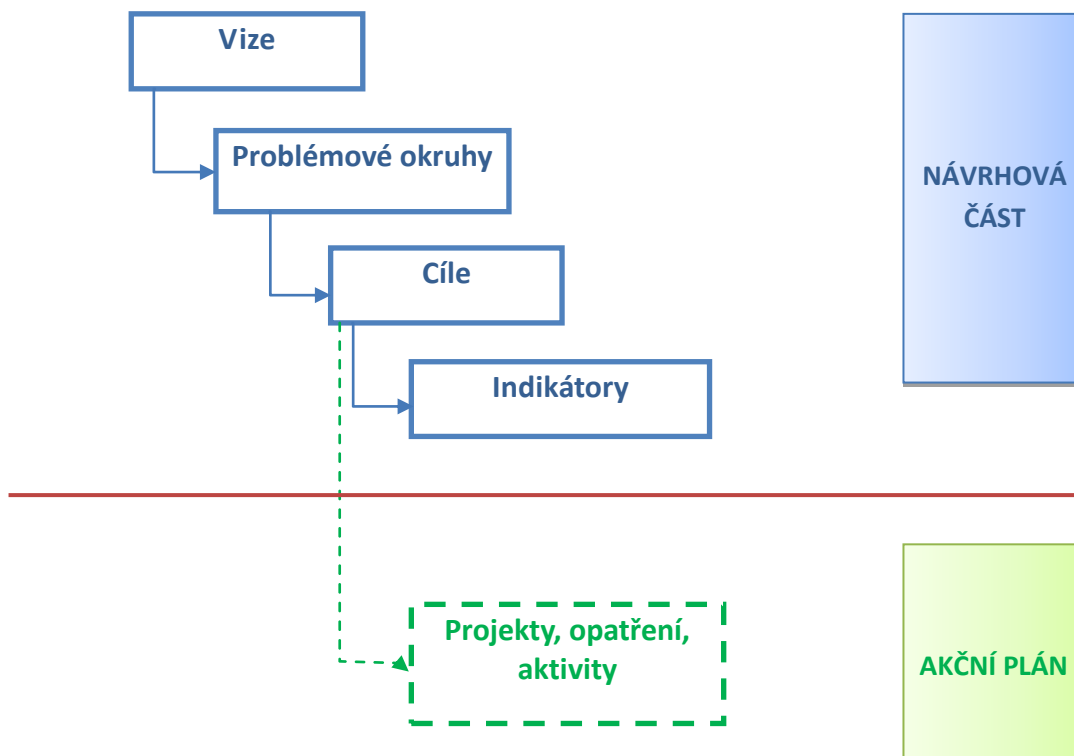 Vize
Problémové okruhy
NÁVRHOVÁ
ČÁST
Cíle
Indikátory
Projekty, opatření,
aktivity
AKČNÍ PLÁN